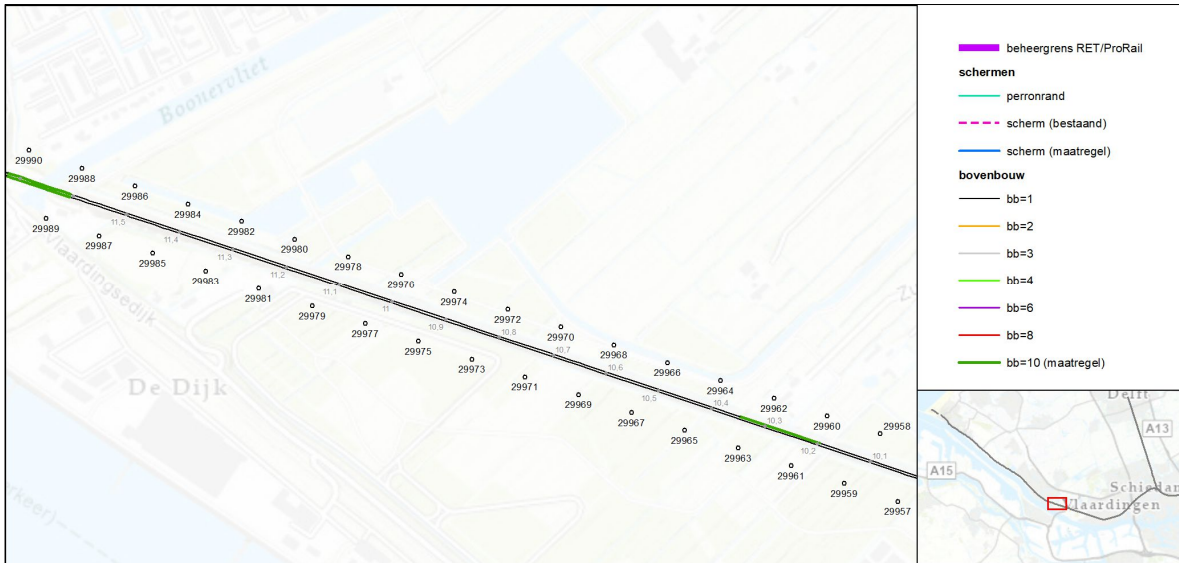 Boonervliet
29990
29988
29986
29984
29982
29980
29978
29976
29974
29972
29970
29968
29966
29964
29962
29960
29958
29989
29987
29985
29983
29981
29979
29977
29975
29973
29971
29969
29967
29965
29963
29961
29959
29957
11,5
11,4
11,3
11,2
11,1
11
10,9
10,8
10,7
10,6
10,5
10,4
10,3
10,2
10,1
Vlaardingsedijk
De Dijk
beheergrens RET/ProRail
schermen
perronrand
scherm (bestaand)
scherm (maatregel)
bovenbouw
bb=1
bb=2
bb=3
bb=4
bb=6
bb=8
bb=10 (maatregel)
Delft
A13
A15
Schiedam
Vlaardingen